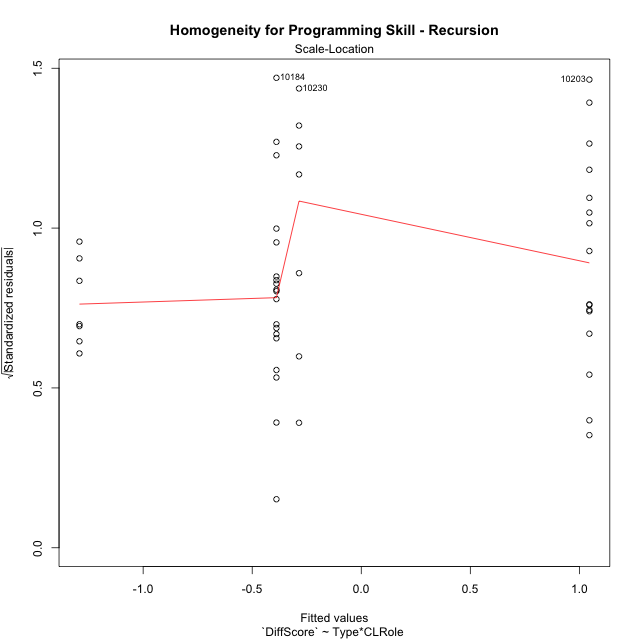 Homogeneity for Programming Skill - Recursion
Scale-Location
10184
10230
10203
√|Standardized residuals|
1.5
1.0
0.5
0.0
-1.0 -0.5 0.0 0.5 1.0
Fitted values
`DiffScore` ~ Type*CLRole